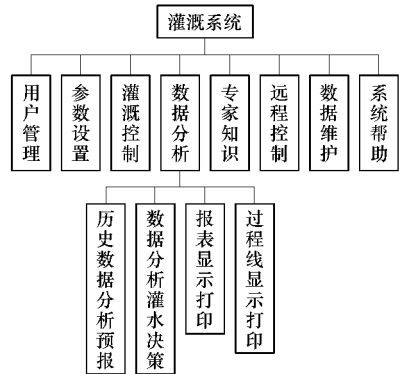 灌溉系统
用户管理
参数设置
灌溉控制
数据分析
专家知识
远程控制
数据维护
系统帮助
历史数据分析预报
数据分析灌水决策
报表显示打印
过程线显示打印